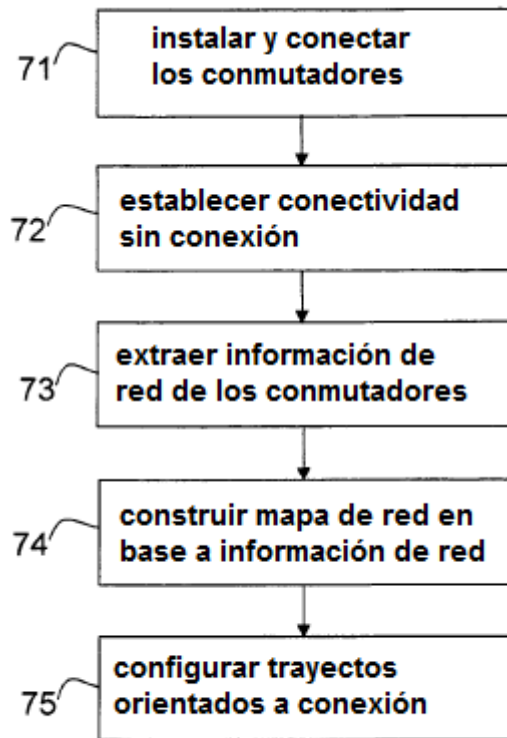 71
instalar y conectar
los conmutadores
72
establecer conectividad
sin conexión
73
extraer información de
red de los conmutadores
74
construir mapa de red en
base a información de red
75
configurar trayectos
orientados a conexión